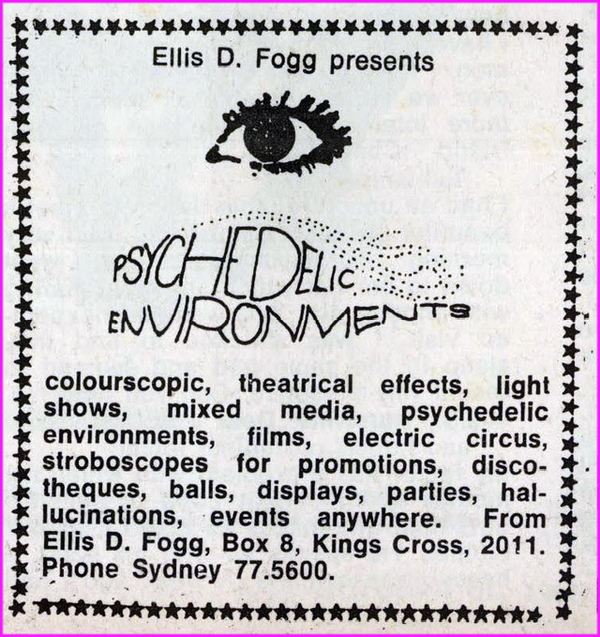 Ellis D. Fogg presents
PSYCHEDELIC
ENVIRONMENTS
colourscopic, theatrical effects, light
shows, mixed media, psychedelic
environments, films, electric circus,
stroboscopes for promotions, disco-
theques, balls, displays, parties, hal-
lucinations, events anywhere. From
Ellis D. Fogg, Box 8, Kings Cross, 2011.
Phone Sydney 77.5600.